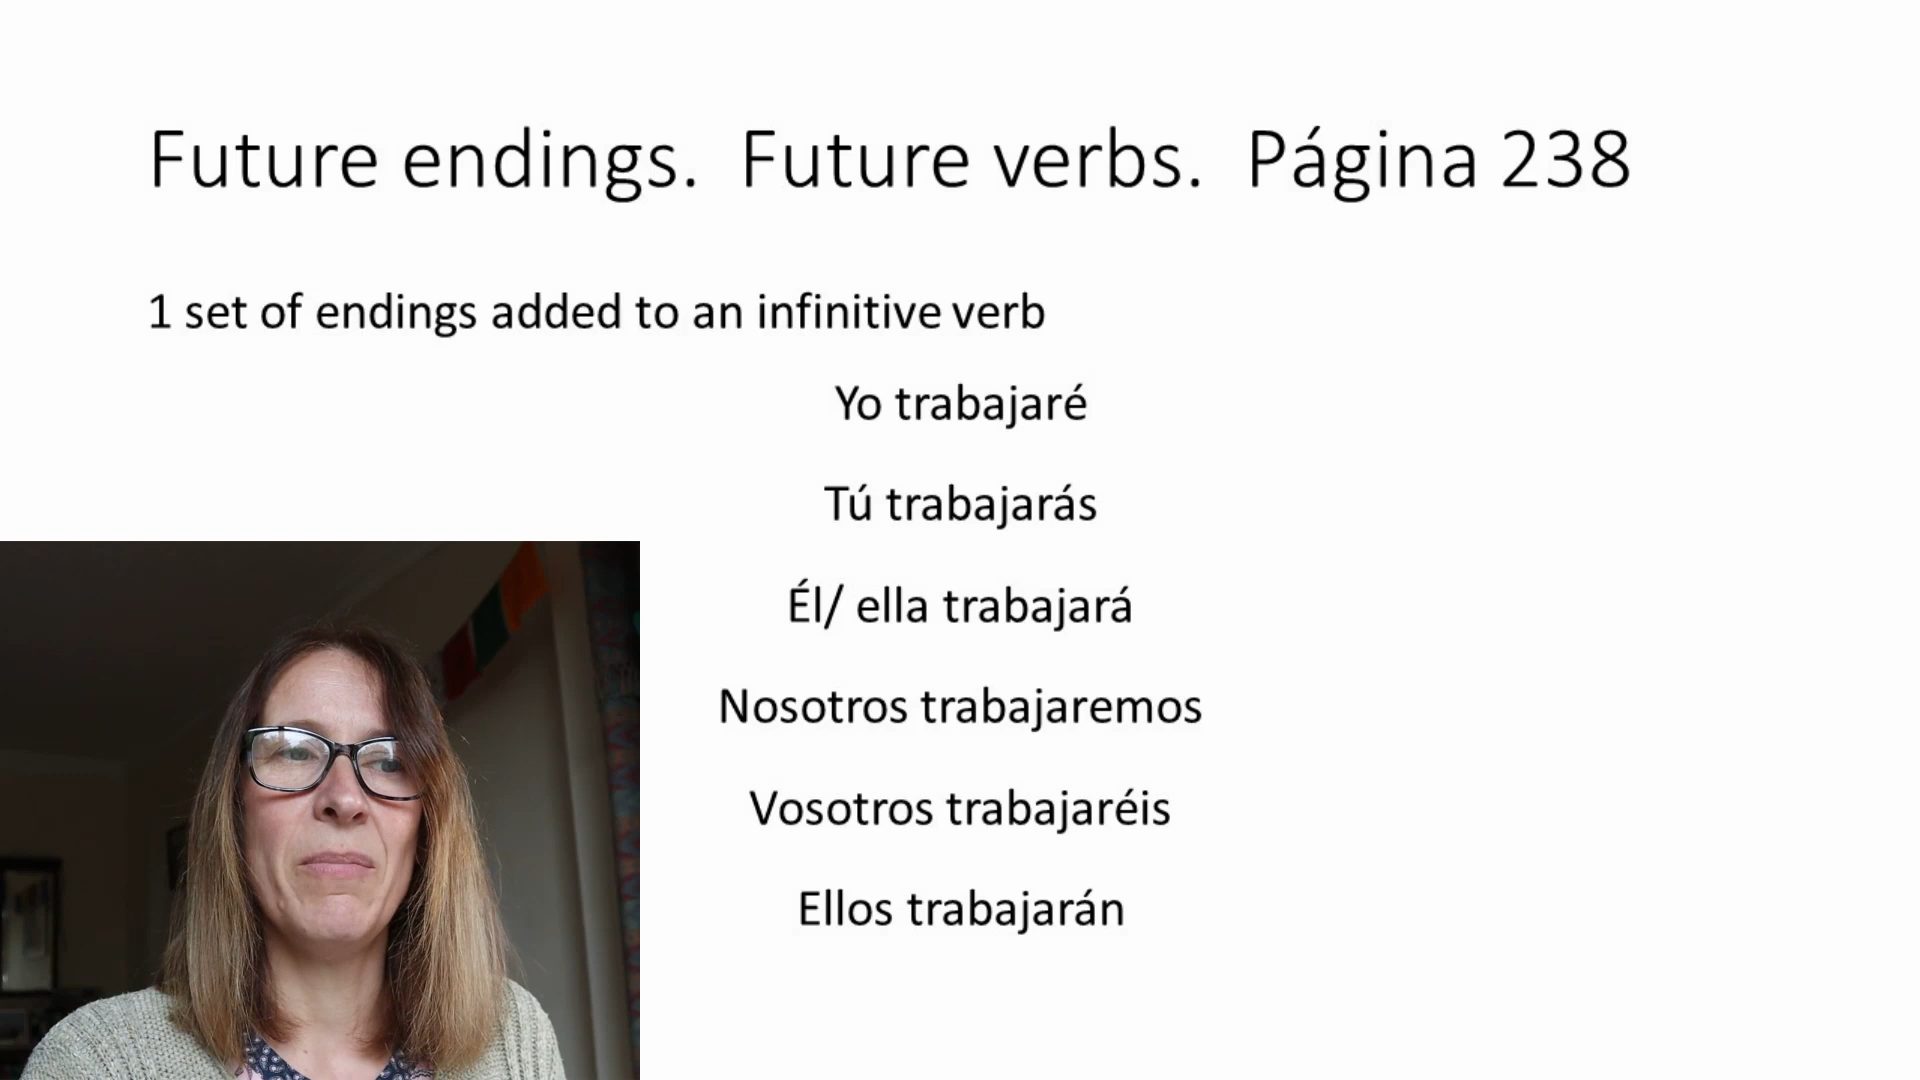 Future endings.  Future verbs.  Página 238
1 set of endings added to an infinitive verb
Yo trabajaré
Tú trabajarás
Él/ ella trabajará
Nosotros trabajaremos
Vosotros trabajaréis
Ellos trabajarán